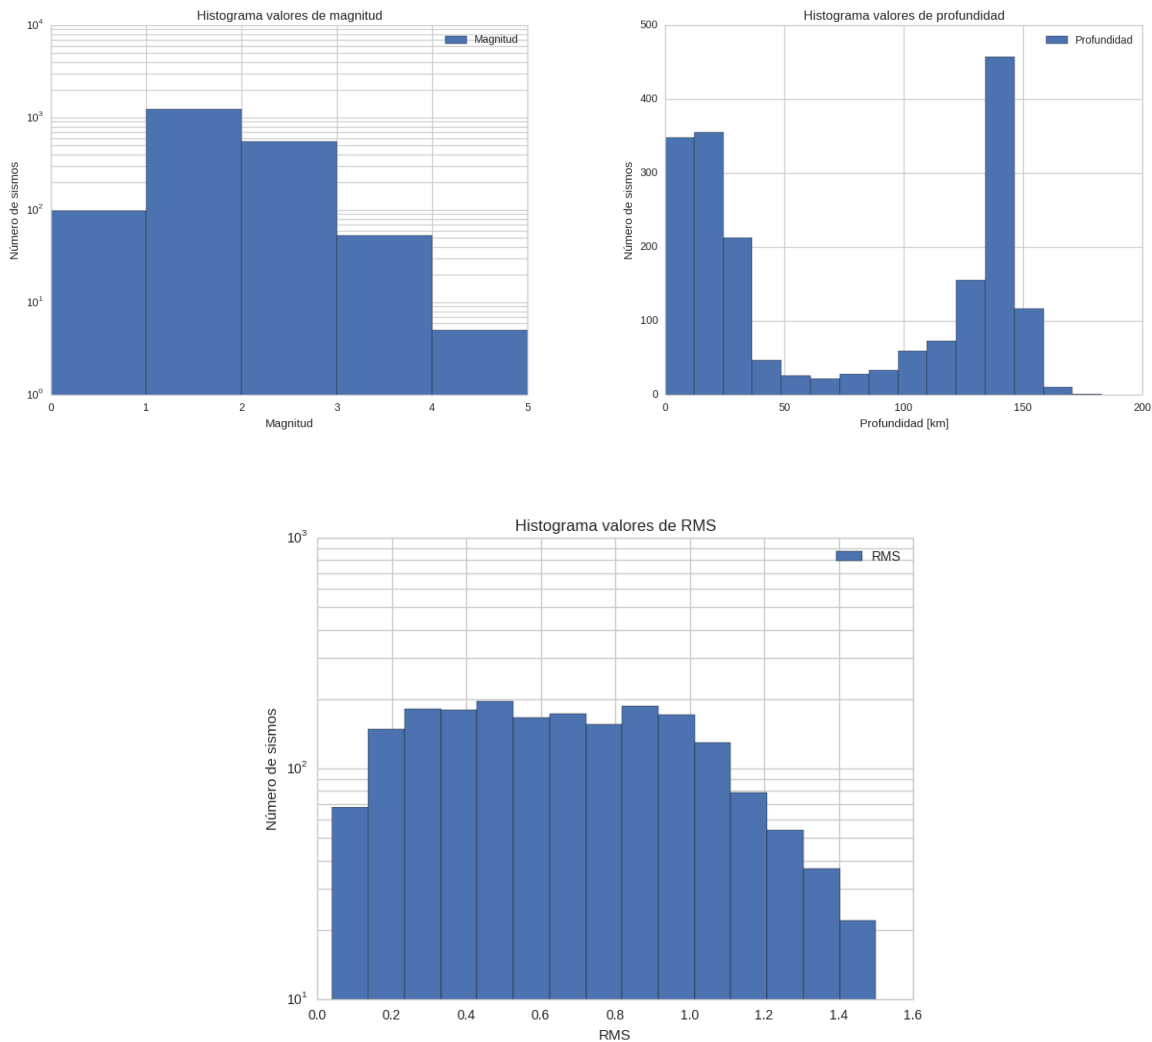 Histograma valores de magnitud
Magnitud
10^4
10^3
10^2
10^1
10^0
Número de sismos
0 1 2 3 4 5
Magnitud
Histograma valores de profundidad
Profundidad
500
400
300
200
100
0
Número de sismos
0 50 100 150 200
Profundidad [km]
Histograma valores de RMS
RMS
10^3
10^2
10^1
Número de sismos
0.0 0.2 0.4 0.6 0.8 1.0 1.2 1.4 1.6
RMS